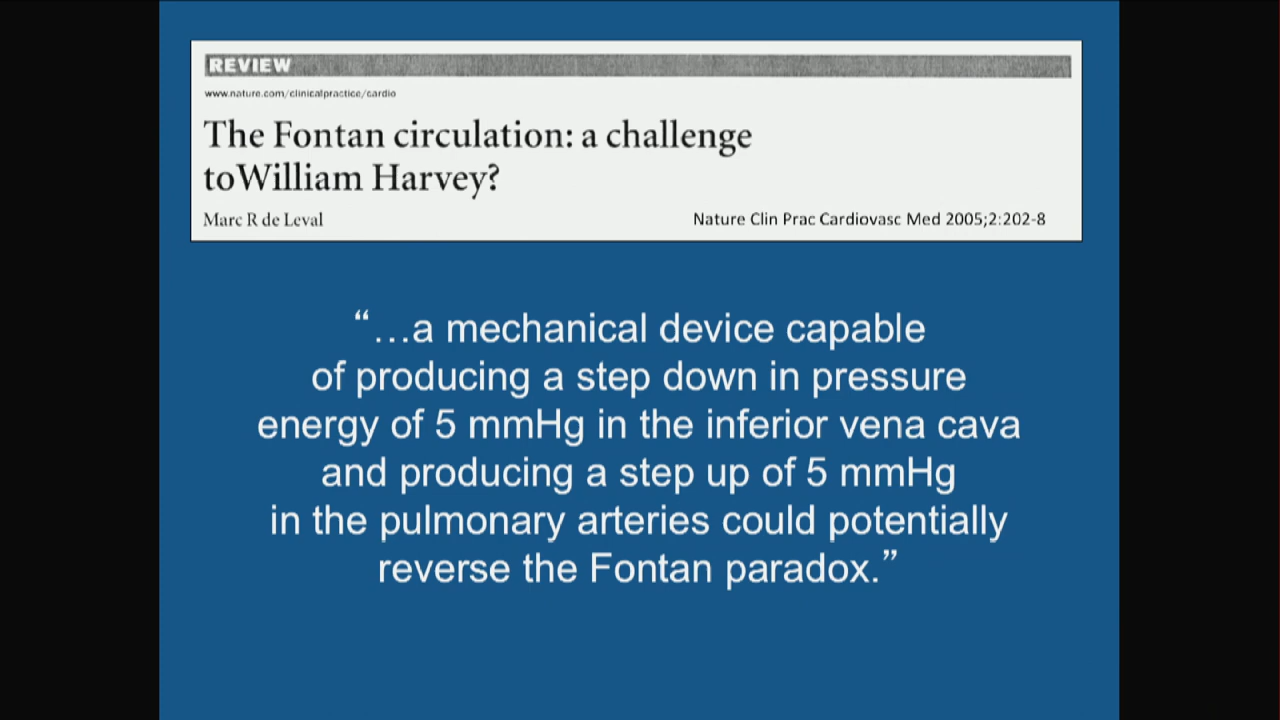 REVIEW
www.nature.com/clinicalpractice/cardio
The Fontan circulation: a challenge
toWilliam Harvey?
Marc R de Leval
Nature Clin Prac Cardiovasc Med 2005;2:202-8
“…a mechanical device capable
of producing a step down in pressure
energy of 5 mmHg in the inferior vena cava
and producing a step up of 5 mmHg
in the pulmonary arteries could potentially
reverse the Fontan paradox.”